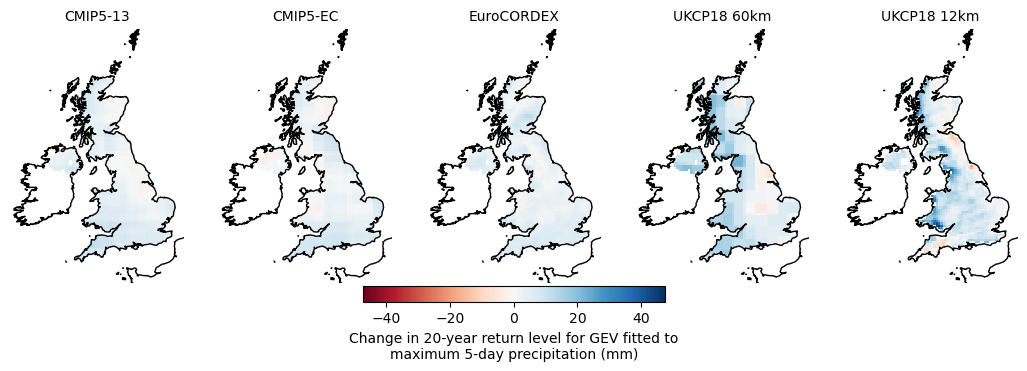 CMIP5-13
CMIP5-EC
EuroCORDEX
UKCP18 60km
UKCP18 12km
−40
−20
0
20
40
Change in 20-year return level for GEV fitted to
maximum 5-day precipitation (mm)